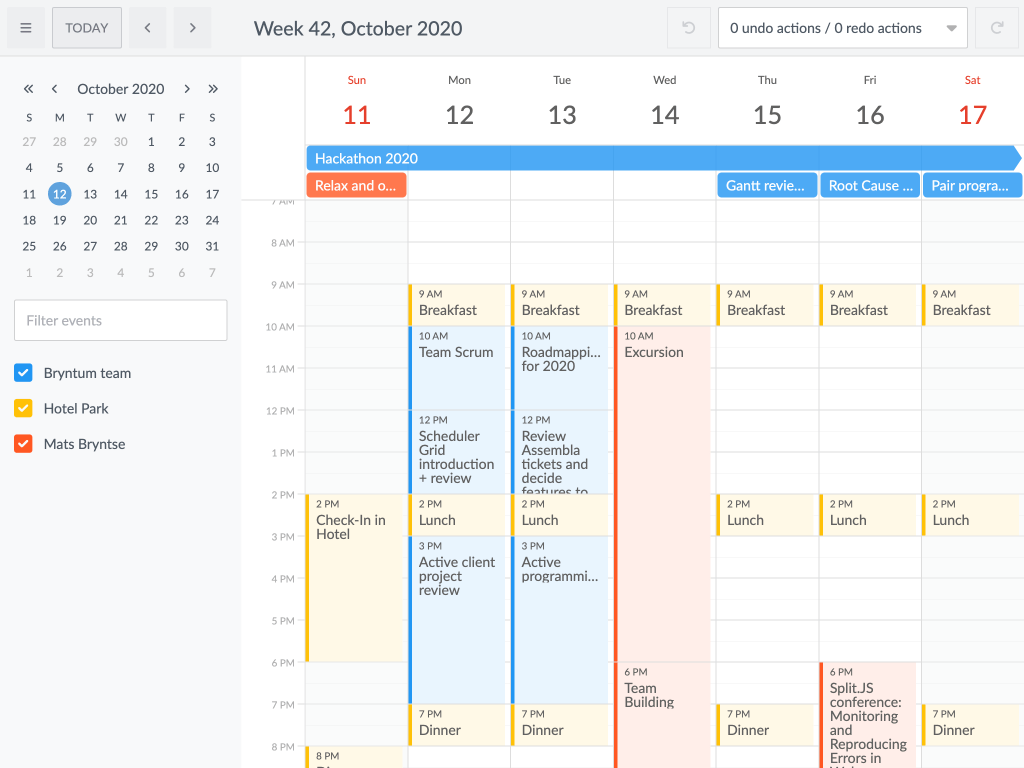 TODAY
Week 42, October 2020
0 undo actions / 0 redo actions
October 2020
S M T W T F S
27 28 29 30 1 2 3
4 5 6 7 8 9 10
11 12 13 14 15 16 17
18 19 20 21 22 23 24
25 26 27 28 29 30 31
1 2 3 4 5 6 7
Filter events
Bryntum team
Hotel Park
Mats Bryntse
Sun Mon Tue Wed Thu Fri Sat
11 12 13 14 15 16 17
Hackathon 2020
Relax and o...
Gantt revie...
Root Cause ...
Pair progra...
7 AM
8 AM
9 AM
10 AM
11 AM
12 PM
1 PM
2 PM
3 PM
4 PM
5 PM
6 PM
7 PM
8 PM
2 PM
Check-In in
Hotel
8 PM
9 AM
Breakfast
10 AM
Team Scrum
12 PM
Scheduler
Grid
introduction
+ review
2 PM
Lunch
3 PM
Active client
project
review
7 PM
Dinner
9 AM
Breakfast
10 AM
Roadmappi...
for 2020
12 PM
Review
Assembla
tickets and
decide
features to
2 PM
Lunch
3 PM
Active
programmi...
7 PM
Dinner
9 AM
Breakfast
10 AM
Excursion
6 PM
Team
Building
9 AM
Breakfast
2 PM
Lunch
7 PM
Dinner
9 AM
Breakfast
2 PM
Lunch
6 PM
Split.JS
conference:
Monitoring
and
Reproducing
Errors in
9 AM
Breakfast
2 PM
Lunch
7 PM
Dinner